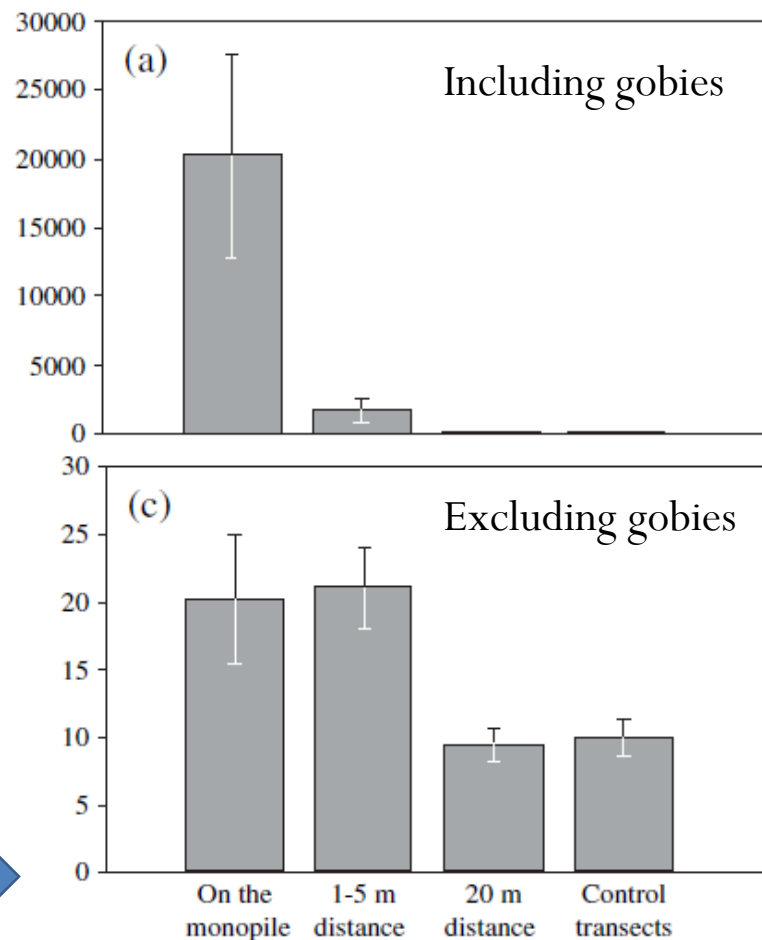 30000
(a)
Including gobies
25000
20000
15000
10000
5000
0
30
(c)
Excluding gobies
25
20
15
10
5
0
On the monopile
1-5 m distance
20 m distance
Control transects